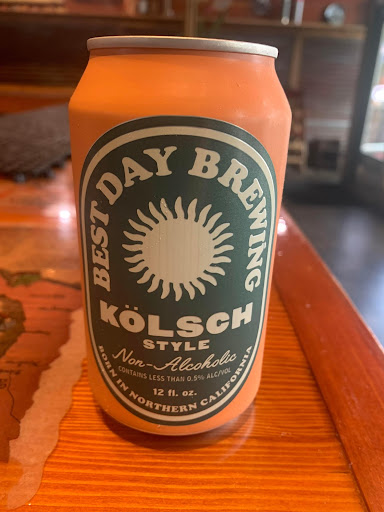 BEST DAY BREWING
KÖLSCH
STYLE
Non-Alcoholic
CONTAINS LESS THAN 0.5% ALC/VOL
12 fl. oz.
BORN IN NORTHERN CALIFORNIA